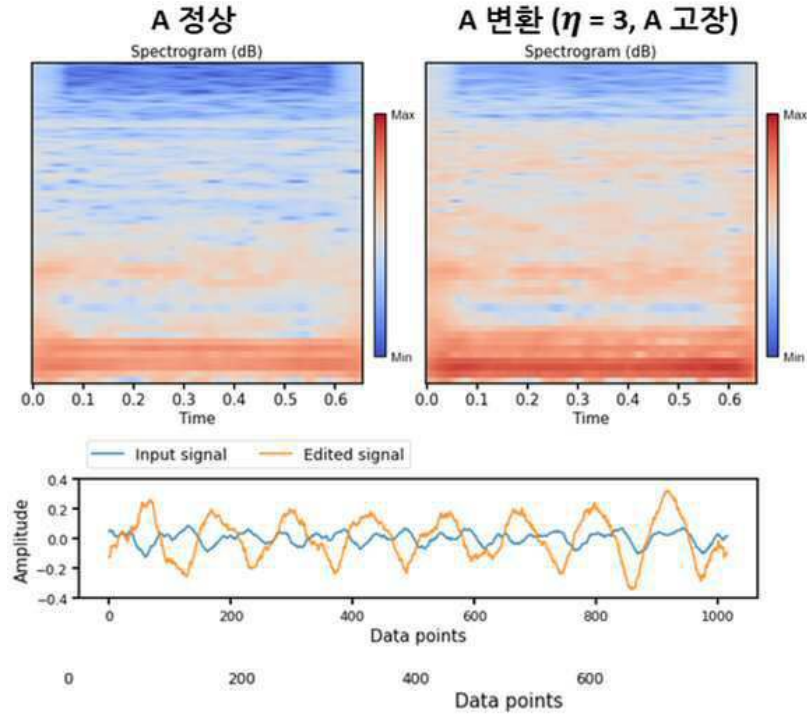 A 정상
A 변환 (η = 3, A 고장)
Spectrogram (dB)
Spectrogram (dB)
Max
Min
Max
Min
0.0 0.1 0.2 0.3 0.4 0.5 0.6
Time
0.0 0.1 0.2 0.3 0.4 0.5 0.6
Time
Input signal
Edited signal
Amplitude
0.4
0.2
0.0
−0.2
−0.4
0 200 400 600 800 1000
Data points
0 200 400 600
Data points